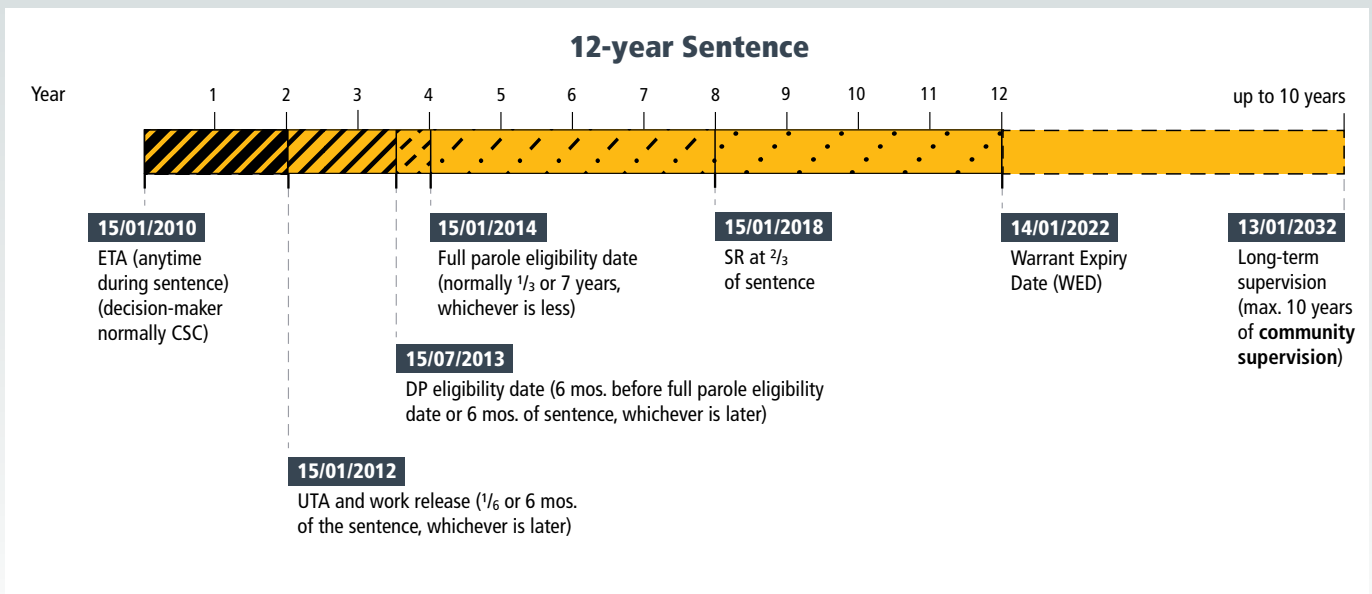 12-year Sentence
Year 1 2 3 4 5 6 7 8 9 10 11 12 up to 10 years
15/01/2010
ETA (anytime
during sentence)
(decision-maker
normally CSC)
15/01/2014
Full parole eligibility date
(normally 1/3 or 7 years,
whichever is less)
15/01/2018
SR at 2/3
of sentence
14/01/2022
Warrant Expiry
Date (WED)
13/01/2032
Long-term
supervision
(max. 10 years
of community
supervision)
15/07/2013
DP eligibility date (6 mos. before full parole eligibility
date or 6 mos. of sentence, whichever is later)
15/01/2012
UTA and work release (1/6 or 6 mos.
of the sentence, whichever is later)